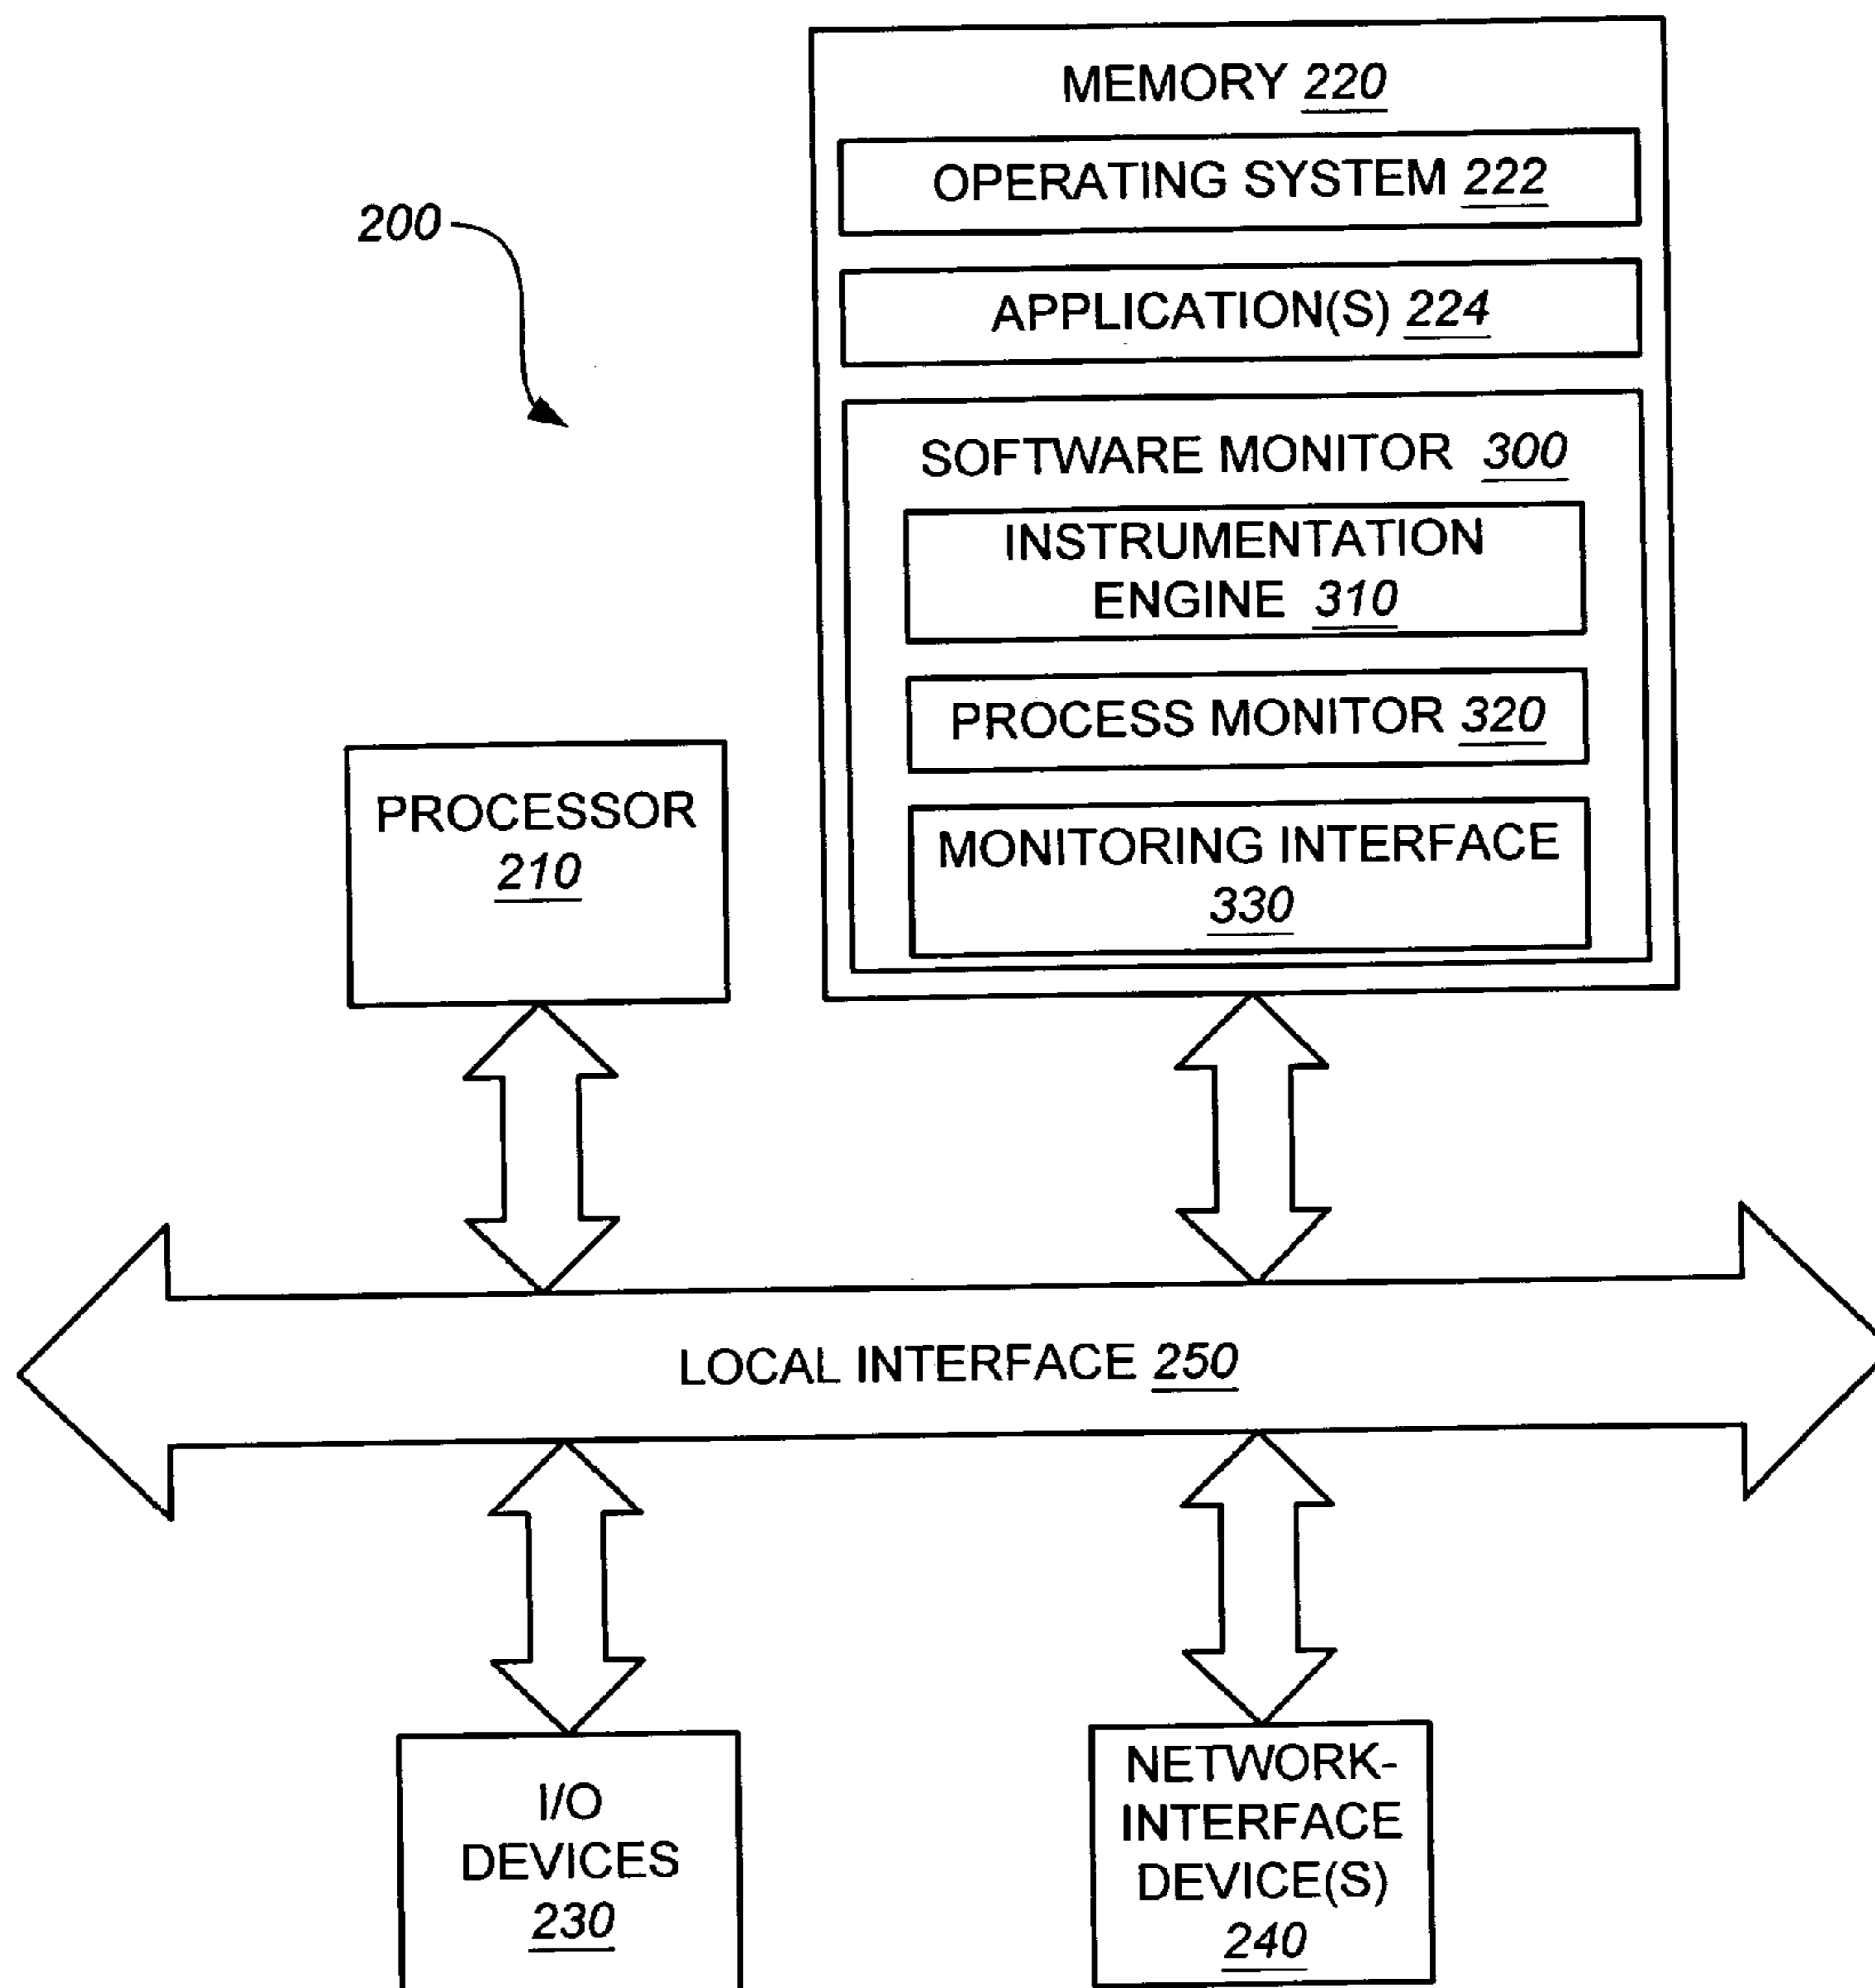 MEMORY 220
OPERATING SYSTEM 222
200
APPLICATION(S) 224
SOFTWARE MONITOR 300
INSTRUMENTATION
ENGINE 310
PROCESS MONITOR 320
PROCESSOR
210
MONITORING INTERFACE
330
LOCAL INTERFACE 250
I/O
DEVICES
230
NETWORK-
INTERFACE
DEVICE(S)
240